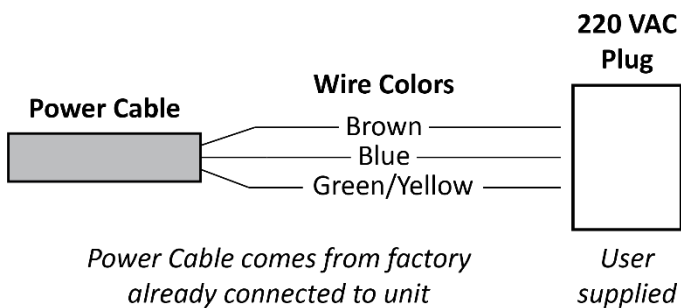 220 VAC
Plug
Wire Colors
Power Cable
Brown
Blue
Green/Yellow
Power Cable comes from factory
already connected to unit
User
supplied